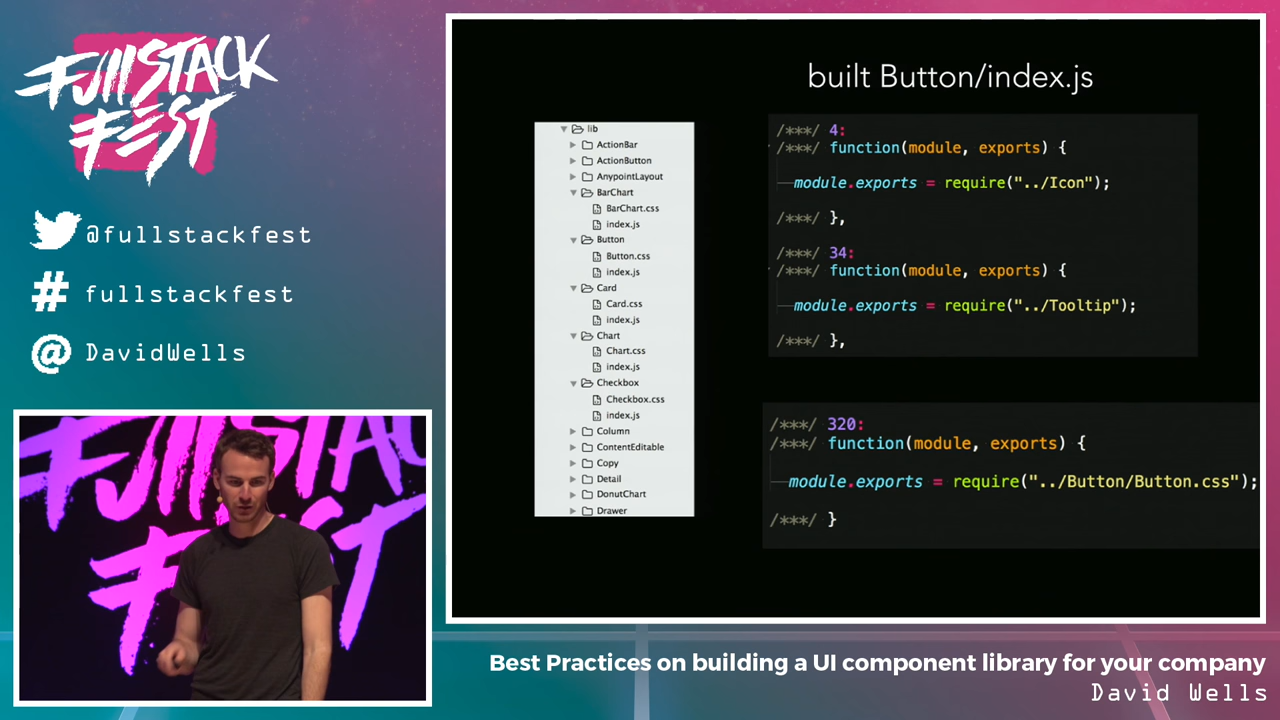 FullStack
Fest
@fullstackfest
# fullstackfest
@ DavidWells
built Button/index.js
lib
ActionBar
ActionButton
AnypointLayout
BarChart
BarChart.css
index.js
Button
Button.css
index.js
Card
Card.css
index.js
Chart
Chart.css
index.js
Checkbox
Checkbox.css
index.js
Column
ContentEditable
Copy
Detail
DonutChart
Drawer
/***/ 4:
/***/ function(module, exports) {
module.exports = require("../Icon");
/***/ },
/***/ 34:
/***/ function(module, exports) {
module.exports = require("../Tooltip");
/***/ },
/***/ 320:
/***/ function(module, exports) {
module.exports = require("../Button/Button.css");
/***/ }
FullSta
Fest
Best Practices on building a UI component library for your company
David Wells